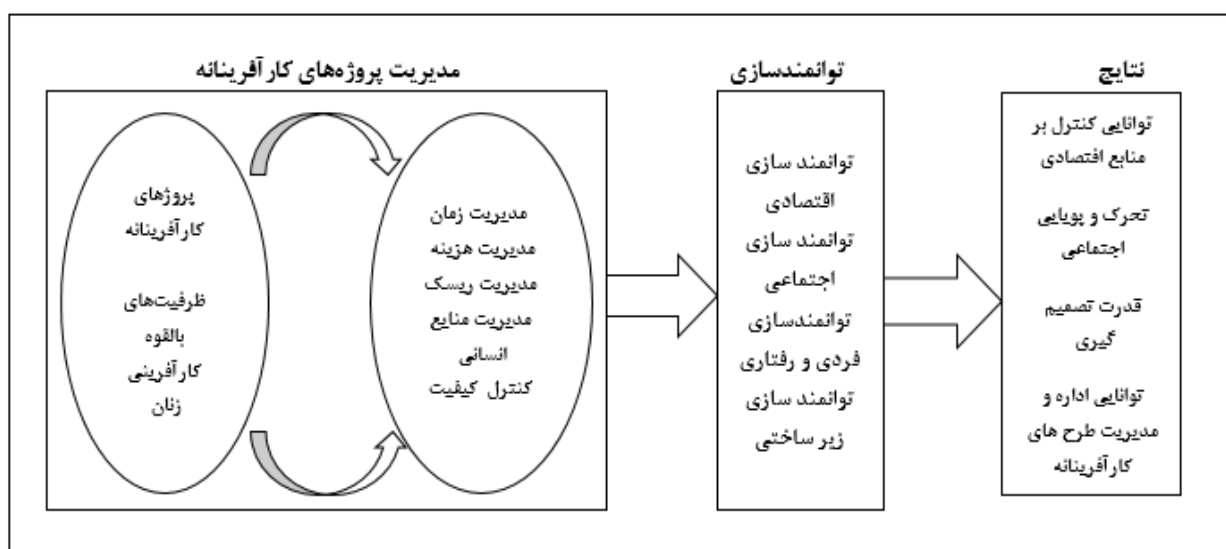 مدیریت پروژه‌های کارآفرینانه
توانمندسازی
نتایج
پروژهای
کارآفرینانه
ظرفیت‌های
بالقوه
کارآفرینی
زنان
مدیریت زمان
مدیریت هزینه
مدیریت ریسک
مدیریت منابع
انسانی
کنترل کیفیت
توانمند سازی
اقتصادی
توانمند سازی
اجتماعی
توانمندسازی
فردی و رفتاری
توانمند سازی
زیر ساختی
توانایی کنترل بر
منابع اقتصادی
تحرک و پویایی
اجتماعی
قدرت تصمیم
گیری
توانایی اداره و
مدیریت طرح های
کارآفرینانه